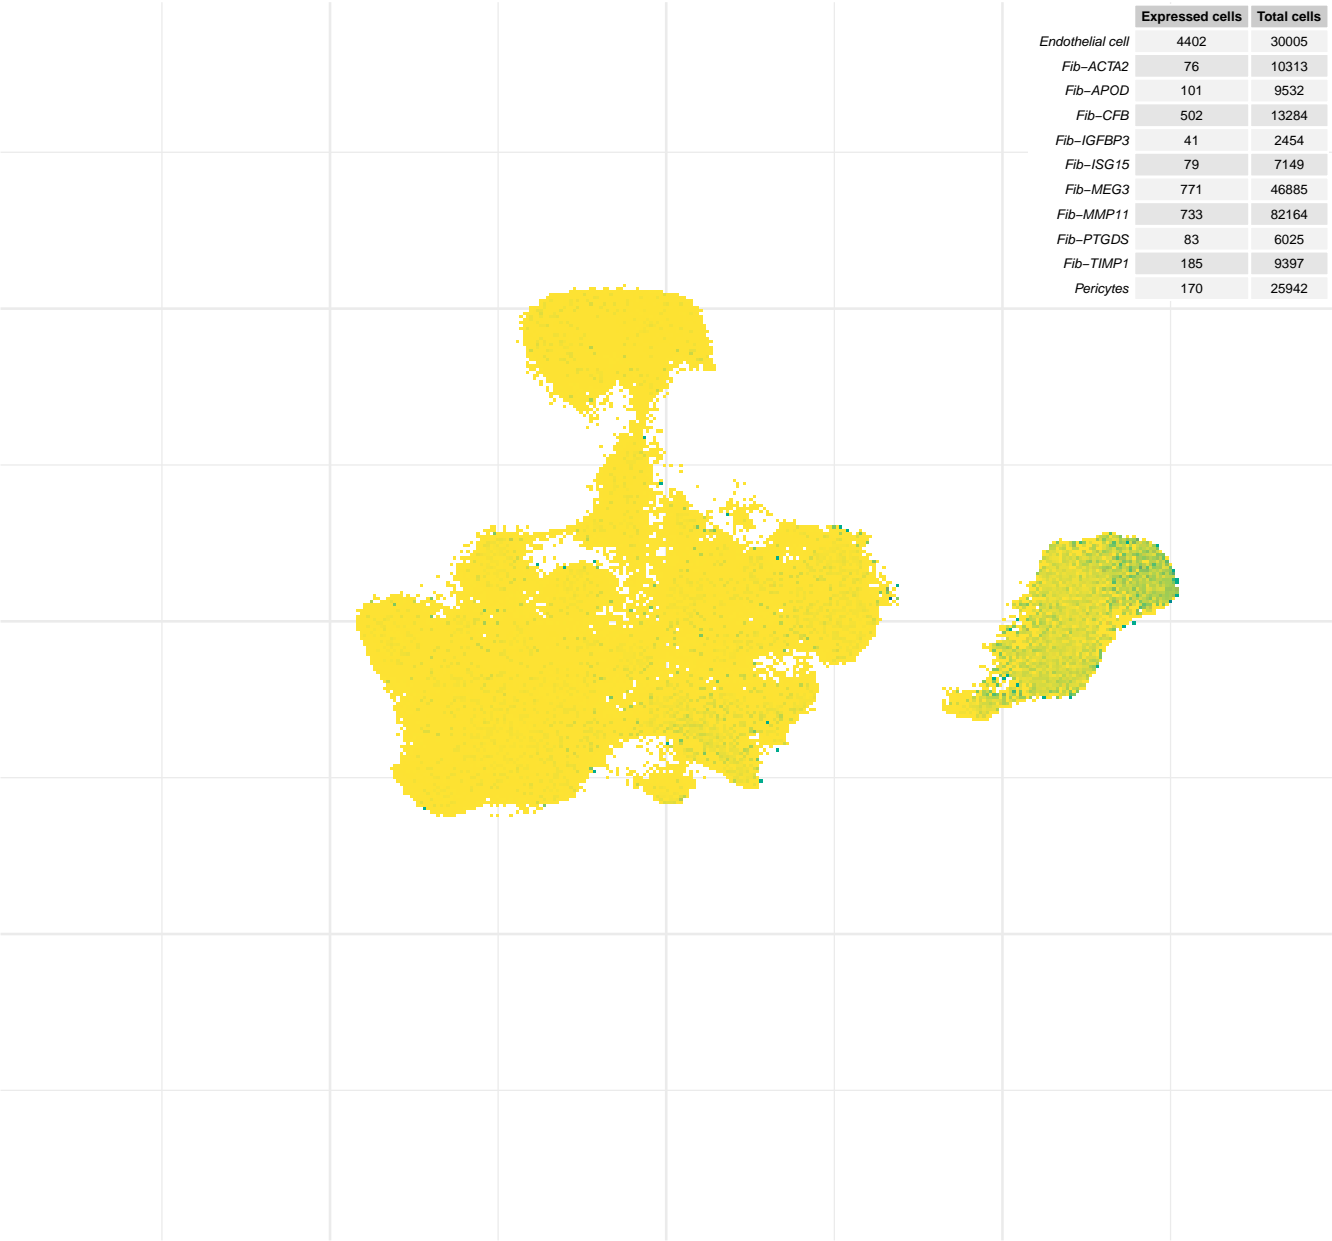 Expressed cells Total cells
Endothelial cell 4402 30005
Fib−ACTA2 76 10313
Fib−APOD 101 9532
Fib−CFB 502 13284
Fib−IGFBP3 41 2454
Fib−ISG15 79 7149
Fib−MEG3 771 46885
Fib−MMP11 733 82164
Fib−PTGDS 83 6025
Fib−TIMP1 185 9397
Pericytes 170 25942